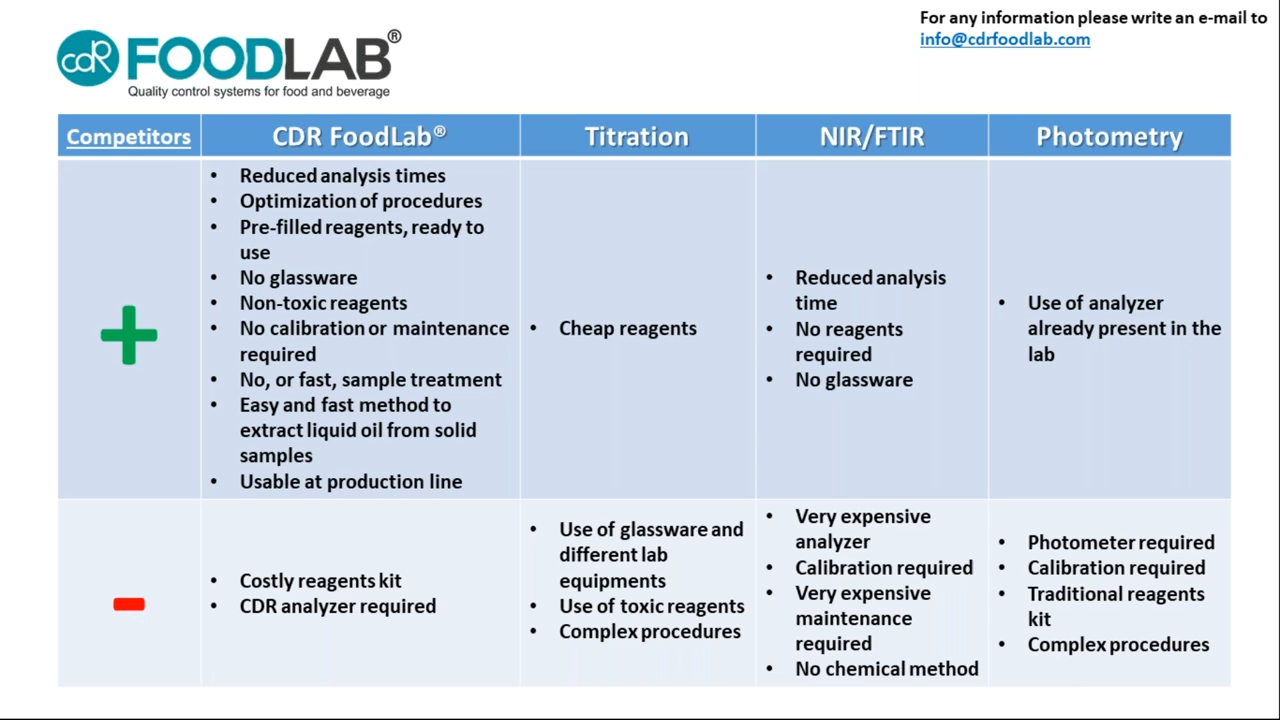 For any information please write an e-mail to
info@cdrfoodlab.com
cdR FOODLAB®
Quality control systems for food and beverage
Competitors
CDR FoodLab®
Titration
NIR/FTIR
Photometry
+
• Reduced analysis times
• Optimization of procedures
• Pre-filled reagents, ready to
use
• No glassware
• Non-toxic reagents
• No calibration or maintenance
required
• No, or fast, sample treatment
• Easy and fast method to
extract liquid oil from solid
samples
• Usable at production line
• Cheap reagents
• Reduced analysis
time
• No reagents
required
• No glassware
• Use of analyzer
already present in the
lab
-
• Costly reagents kit
• CDR analyzer required
• Use of glassware and
different lab
equipments
• Use of toxic reagents
• Complex procedures
• Very expensive
analyzer
• Calibration required
• Very expensive
maintenance
required
• No chemical method
• Photometer required
• Calibration required
• Traditional reagents
kit
• Complex procedures